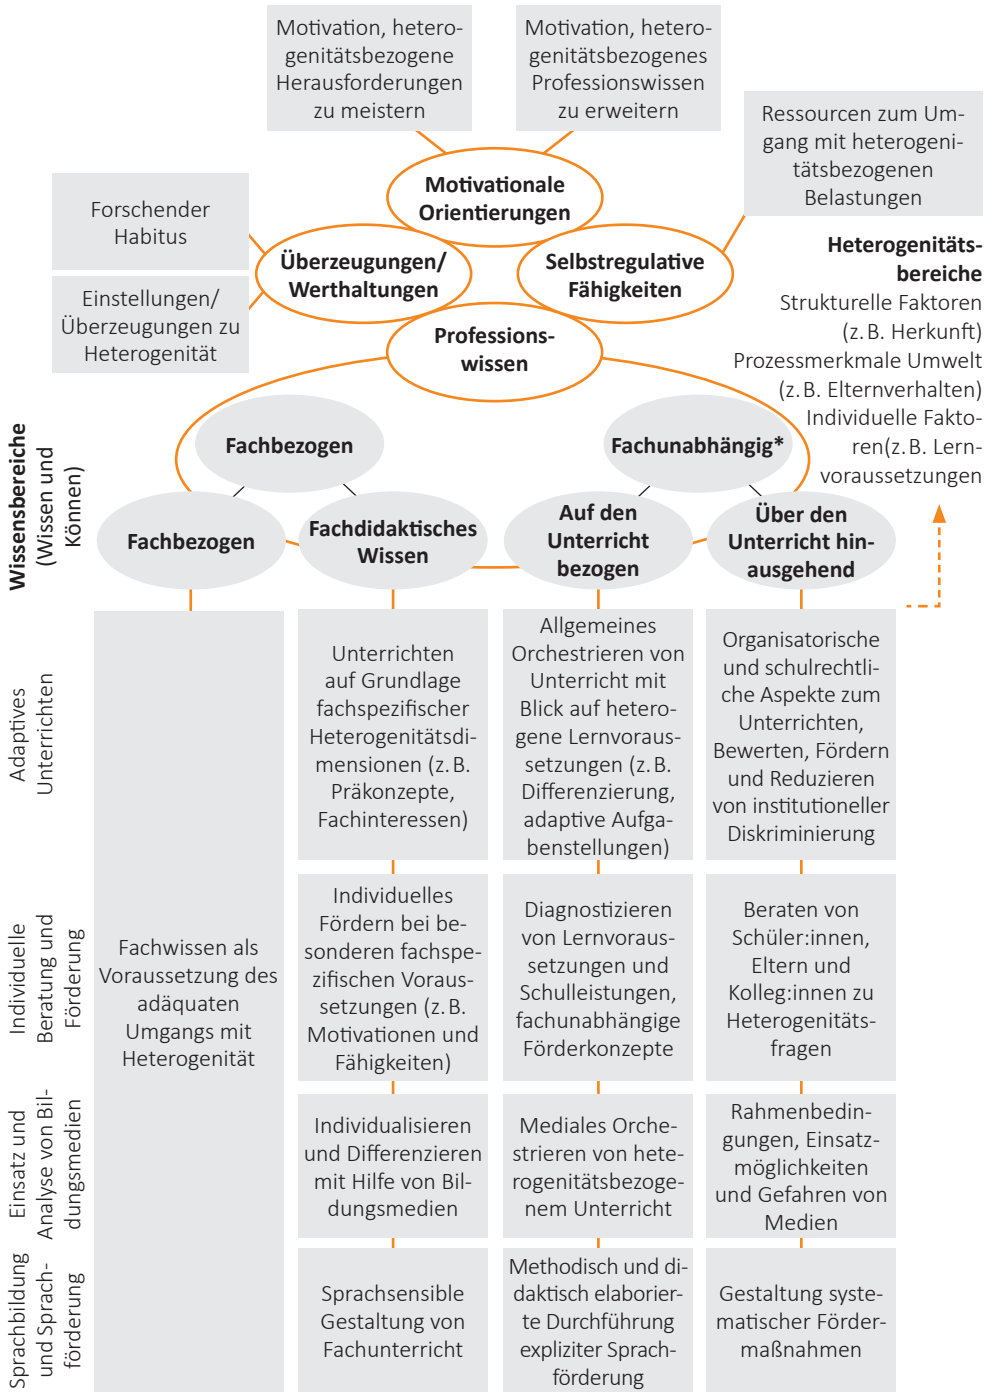 Motivation, hetero-
genitätsbezogene
Herausforderungen
zu meistern
Motivation, hetero-
genitätsbezogenes
Professionswissen
zu erweitern
Ressourcen zum Um-
gang mit heterogeni-
tätsbezogenen
Belastungen
Motivationale
Orientierungen
Forschender
Habitus
Überzeugungen/
Werthaltungen
Selbstregulative
Fähigkeiten
Einstellungen/
Überzeugungen zu
Heterogenität
Professions-
wissen
Heterogenitäts-
bereiche
Strukturelle Faktoren
(z. B. Herkunft)
Prozessmerkmale Umwelt
(z. B. Elternverhalten)
Individuelle Fakto-
ren(z. B. Lern-
voraussetzungen
Wissensbereiche
(Wissen und
Können)
Fachbezogen
Fachunabhängig*
Fachbezogen
Fachdidaktisches
Wissen
Auf den
Unterricht
bezogen
Über den
Unterricht hin-
ausgehend
Fachwissen als
Voraussetzung des
adäquaten
Umgangs mit
Heterogenität
Adaptives
Unterrichten
Unterrichten
auf Grundlage
fachspezifischer
Heterogenitätsdi-
mensionen (z. B.
Präkonzepte,
Fachinteressen)
Allgemeines
Orchestrieren von
Unterricht mit
Blick auf hetero-
gene Lernvoraus-
setzungen (z. B.
Differenzierung,
adaptive Aufga-
benstellungen)
Organisatorische
und schulrechtli-
che Aspekte zum
Unterrichten,
Bewerten, Fördern
und Reduzieren
von institutioneller
Diskriminierung
Individuelle
Beratung und
Förderung
Individuelles
Fördern bei be-
sonderen fachspe-
zifischen Voraus-
setzungen (z. B.
Motivationen und
Fähigkeiten)
Diagnostizieren
von Lernvoraus-
setzungen und
Schulleistungen,
fachunabhängige
Förderkonzepte
Beraten von
Schüler:innen,
Eltern und
Kolleg:innen zu
Heterogenitäts-
fragen
Einsatz und
Analyse von Bil-
dungsmedien
Individualisieren
und Differenzieren
mit Hilfe von Bil-
dungsmedien
Mediales Orche-
strieren von hete-
rogenitätsbezoge-
nem Unterricht
Rahmenbedin-
gungen, Einsatz-
möglichkeiten
und Gefahren von
Medien
Sprachbildung
und Sprach-
förderung
Sprachsensible
Gestaltung von
Fachunterricht
Methodisch und di-
daktisch elaborier-
te Durchführung
expliziter Sprach-
förderung
Gestaltung syste-
matischer Förder-
maßnahmen